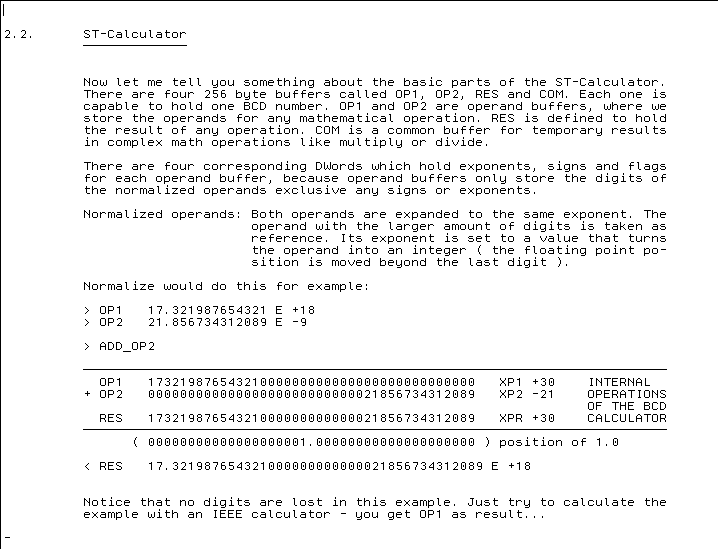 2.2. ST-Calculator
Now let me tell you something about the basic parts of the ST-Calculator.
There are four 256 byte buffers called OP1, OP2, RES and COM. Each one is
capable to hold one BCD number. OP1 and OP2 are operand buffers, where we
store the operands for any mathematical operation. RES is defined to hold
the result of any operation. COM is a common buffer for temporary results
in complex math operations like multiply or divide.
There are four corresponding DWords which hold exponents, signs and flags
for each operand buffer, because operand buffers only store the digits of
the normalized operands exclusive any signs or exponents.
Normalized operands: Both operands are expanded to the same exponent. The
operand with the larger amount of digits is taken as
reference. Its exponent is set to a value that turns
the operand into an integer ( the floating point po-
sition is moved beyond the last digit ).
Normalize would do this for example:
> OP1 17.321987654321 E +18
> OP2 21.856734312089 E -9
> ADD_OP2
OP1 17321987654321000000000000000000000000000 XP1 +30 INTERNAL
+ OP2 00000000000000000000000000021856734312089 XP2 -21 OPERATIONS
OF THE BCD
RES 17321987654321000000000000021856734312089 XPR +30 CALCULATOR
( 00000000000000000001.00000000000000000000 ) position of 1.0
< RES 17.321987654321000000000000021856734312089 E +18
Notice that no digits are lost in this example. Just try to calculate the
example with an IEEE calculator - you get OP1 as result...